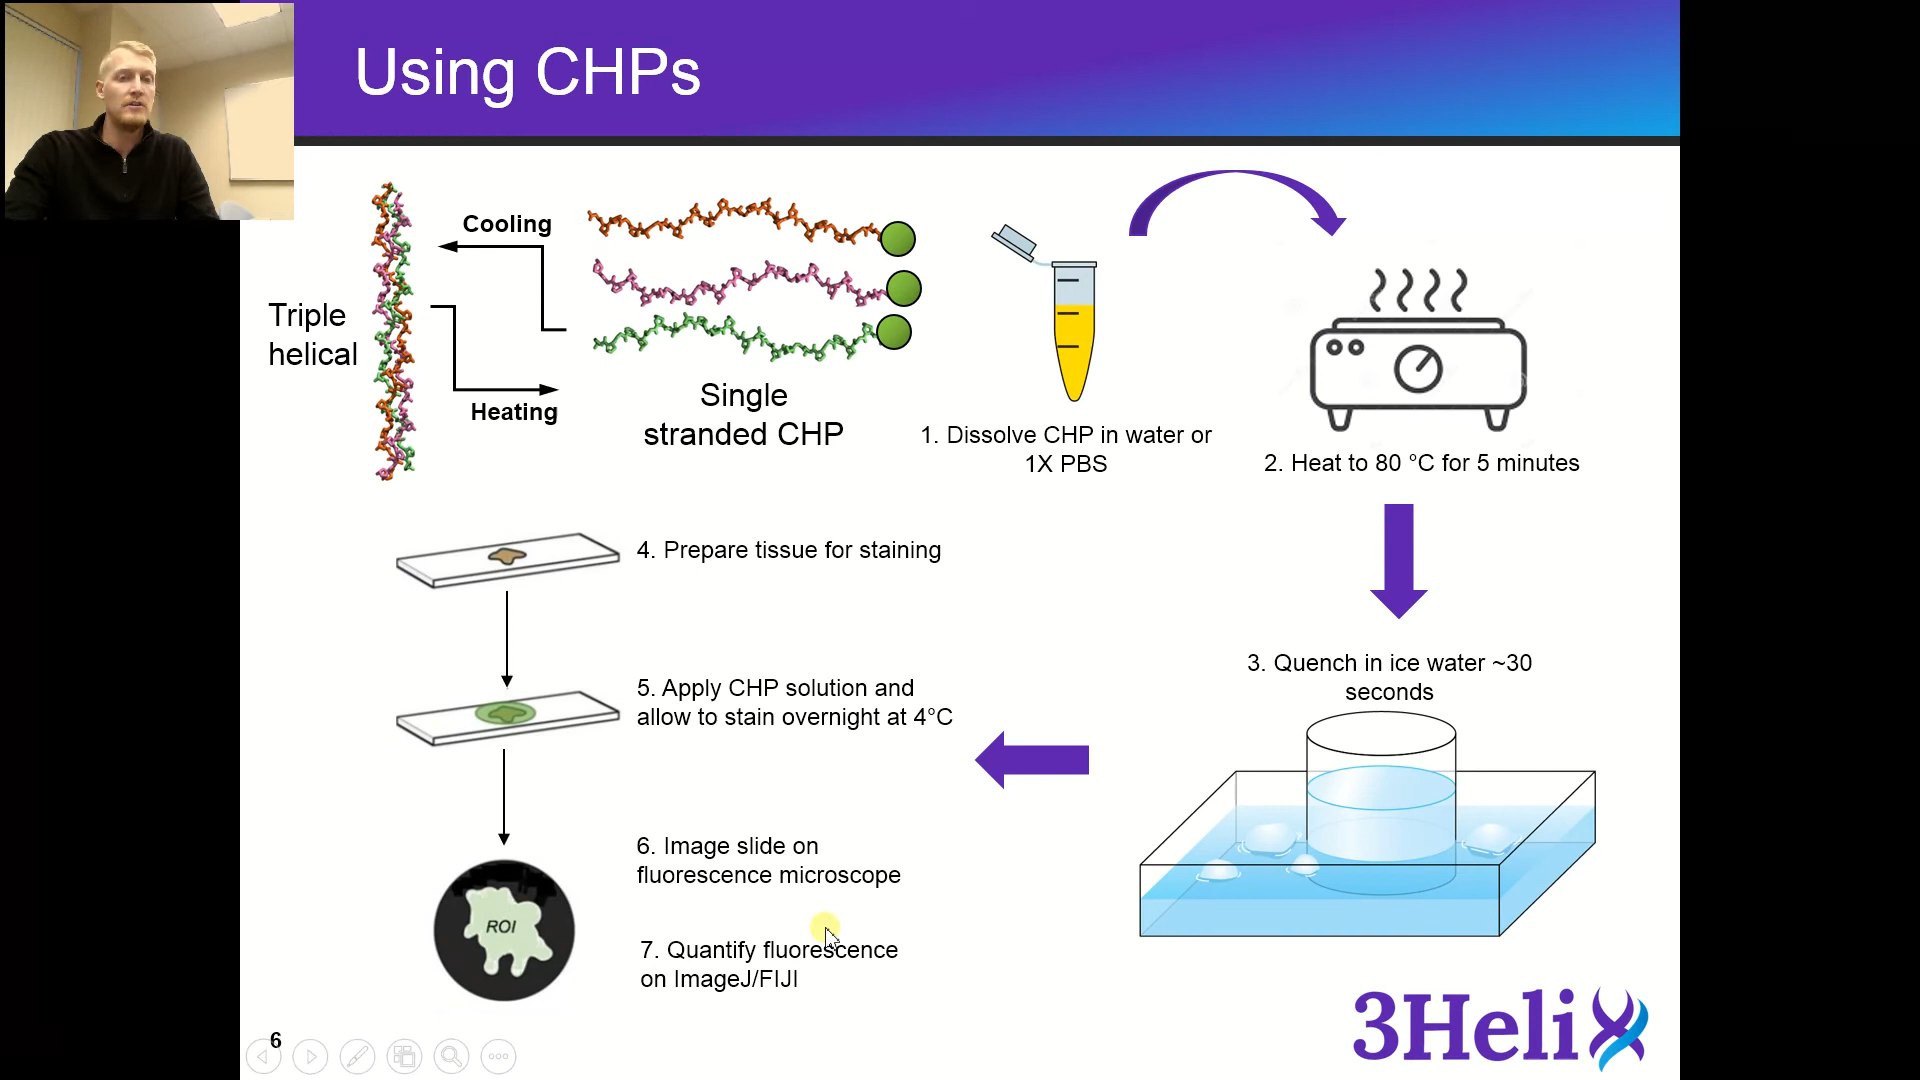 Using CHPs
Cooling
Triple
helical
Heating
Single
stranded CHP
1. Dissolve CHP in water or
1X PBS
2. Heat to 80 °C for 5 minutes
3. Quench in ice water ~30
seconds
4. Prepare tissue for staining
5. Apply CHP solution and
allow to stain overnight at 4°C
6. Image slide on
fluorescence microscope
ROI
7. Quantify fluorescence
on ImageJ/FIJI
3Helix
6